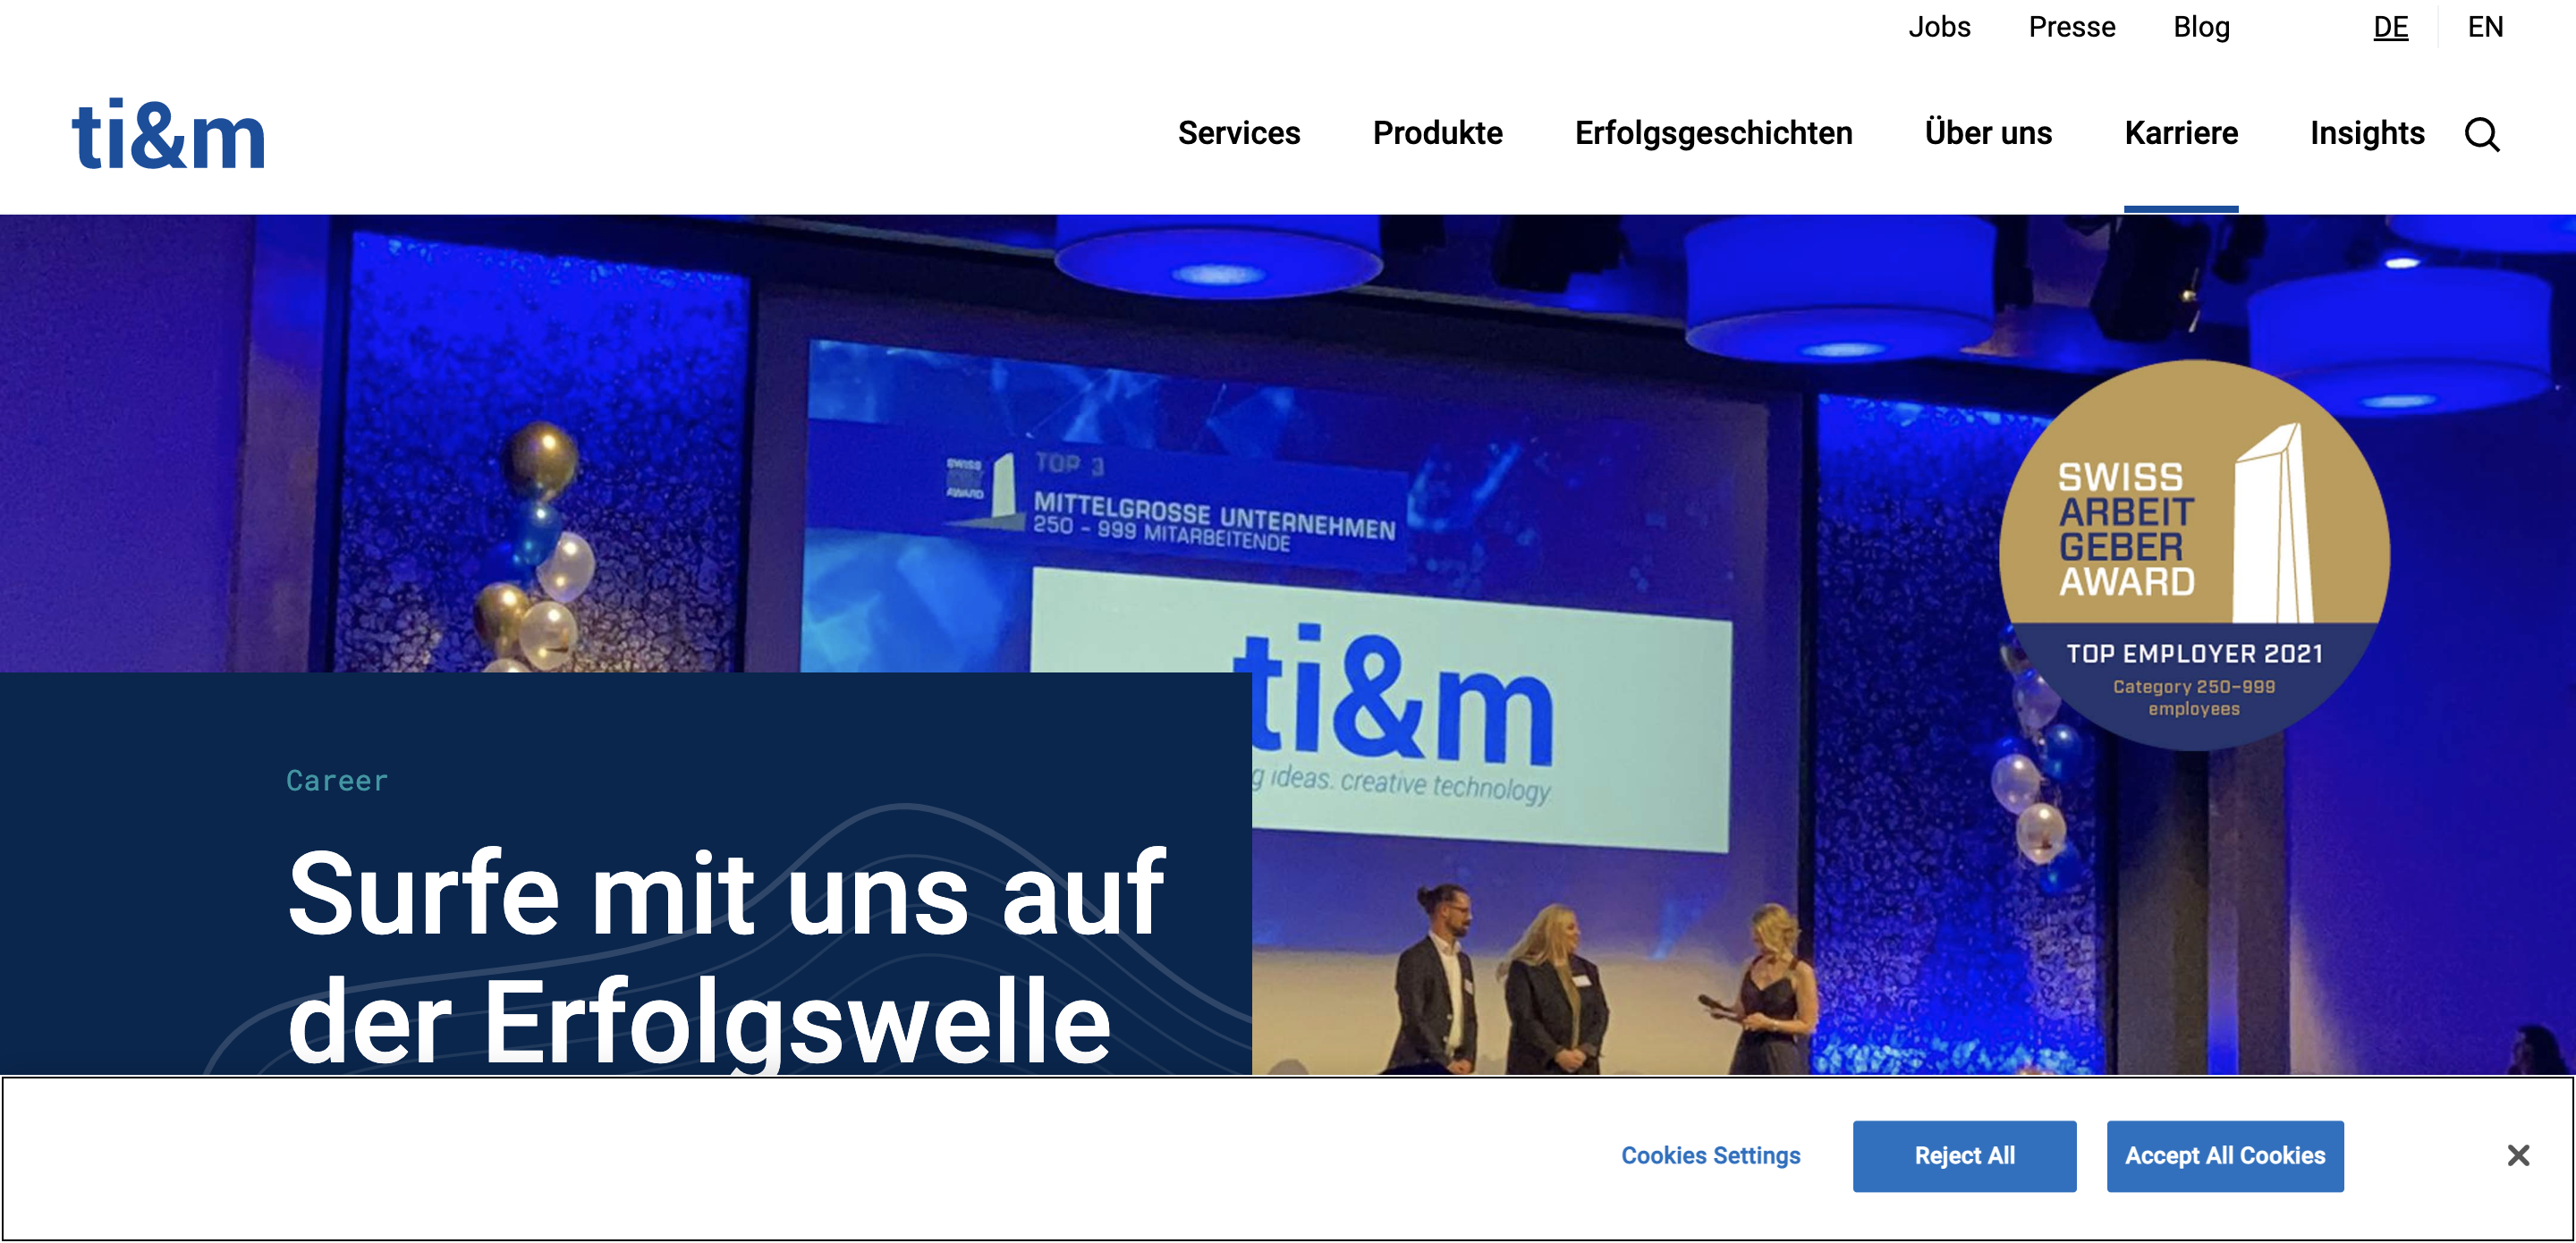 Jobs Presse Blog DE EN
ti&m Services Produkte Erfolgsgeschichten Über uns Karriere Insights
SWISS
AWARD
TOP 3
MITTELGROSSE UNTERNEHMEN
250 - 999 MITARBEITENDE
ti&m
g ideas. creative technology
SWISS
ARBEIT
GEBER
AWARD
TOP EMPLOYER 2021
Category 250-999
employees
Career
Surfe mit uns auf
der Erfolgswelle
Cookies Settings Reject All Accept All Cookies